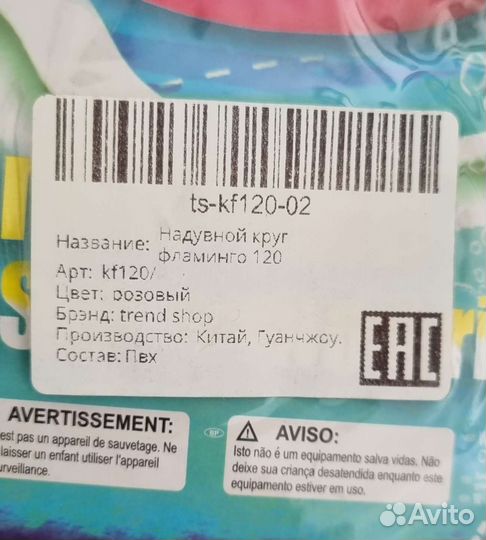 ts-kf120-02
Название: Надувной круг
фламинго 120
Арт: kf120/
Цвет: розовый
Брэнд: trend shop
Производство: Китай, Гуанчжоу.
Состав: Пвх
EAC
AVERTISSEMENT:
est pas un appareil de sauvetage. Ne
laisser un enfant utiliser l'appareil
urveillance.
BP
AVISO:
Isto não é um equipamento salva vidas. Não
deixe sua criança desatendida enquanto este
equipamento estiver em uso.
Avito